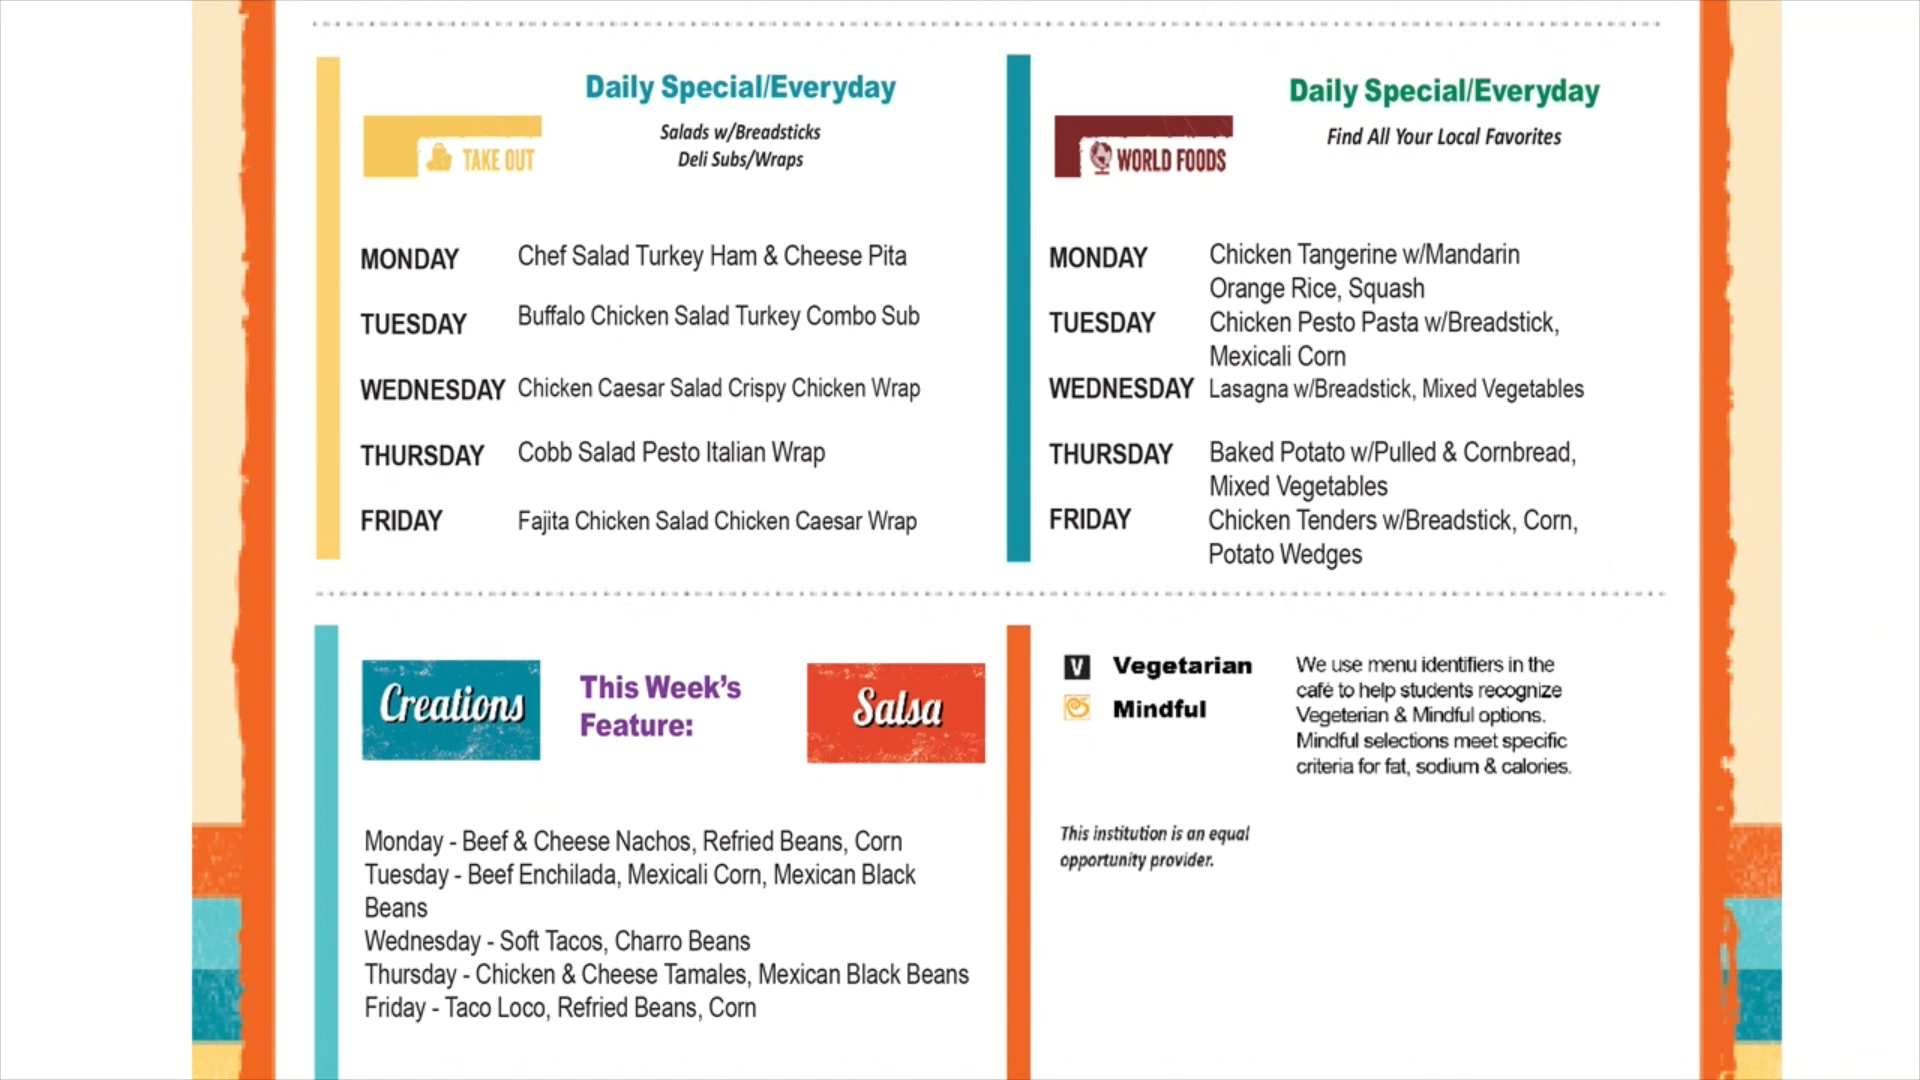 Daily Special/Everyday
Salads w/Breadsticks
Deli Subs/Wraps
TAKE OUT
MONDAY Chef Salad Turkey Ham & Cheese Pita
TUESDAY Buffalo Chicken Salad Turkey Combo Sub
WEDNESDAY Chicken Caesar Salad Crispy Chicken Wrap
THURSDAY Cobb Salad Pesto Italian Wrap
FRIDAY Fajita Chicken Salad Chicken Caesar Wrap
Daily Special/Everyday
Find All Your Local Favorites
WORLD FOODS
MONDAY Chicken Tangerine w/Mandarin
Orange Rice, Squash
TUESDAY Chicken Pesto Pasta w/Breadstick,
Mexicali Corn
WEDNESDAY Lasagna w/Breadstick, Mixed Vegetables
THURSDAY Baked Potato w/Pulled & Cornbread,
Mixed Vegetables
FRIDAY Chicken Tenders w/Breadstick, Corn,
Potato Wedges
Creations
This Week's
Feature:
Salsa
Monday - Beef & Cheese Nachos, Refried Beans, Corn
Tuesday - Beef Enchilada, Mexicali Corn, Mexican Black
Beans
Wednesday - Soft Tacos, Charro Beans
Thursday - Chicken & Cheese Tamales, Mexican Black Beans
Friday - Taco Loco, Refried Beans, Corn
V Vegetarian
Mindful
We use menu identifiers in the
café to help students recognize
Vegeterian & Mindful options.
Mindful selections meet specific
criteria for fat, sodium & calories.
This institution is an equal
opportunity provider.